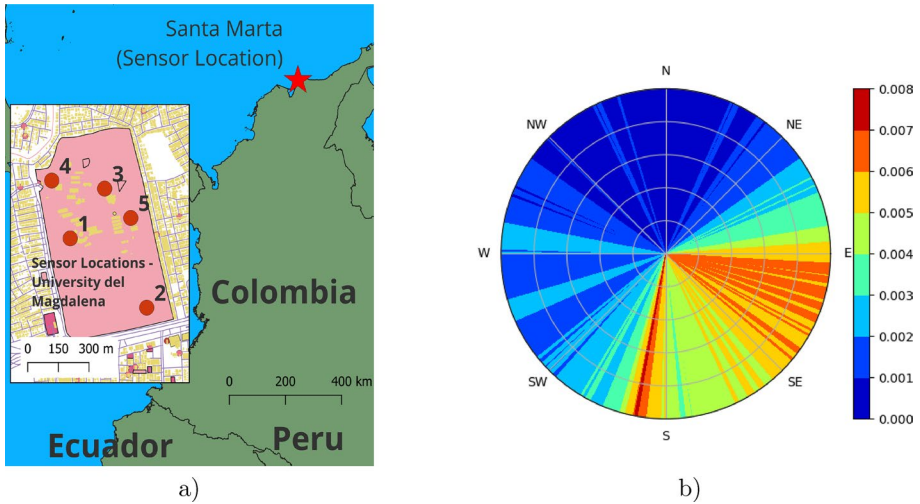 Santa Marta
(Sensor Location)
4
3
5
1
Sensor Locations -
University del
Magdalena
2
0 150 300 m
Colombia
0 200 400 km
Ecuador
Peru
a)
N
NW
NE
W
E
SW
SE
S
0.008
0.007
0.006
0.005
0.004
0.003
0.002
0.001
0.000
b)